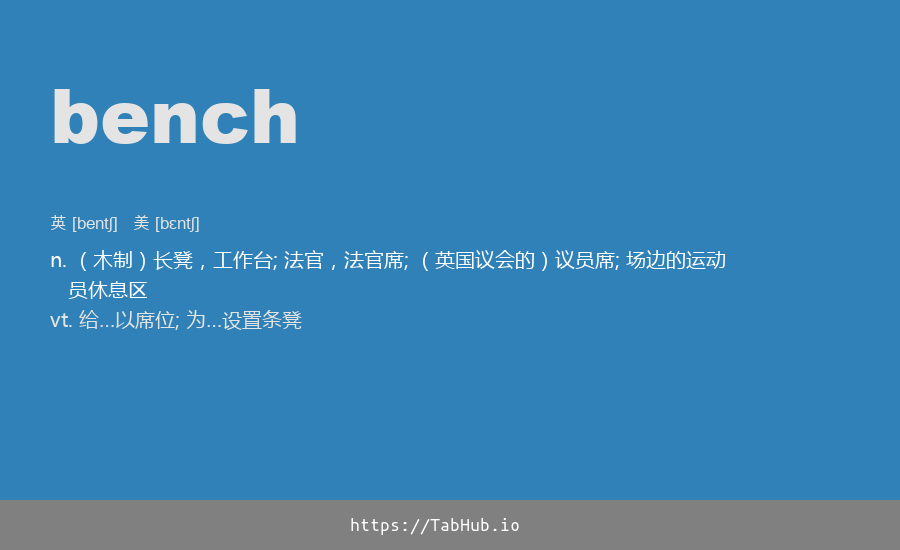 bench
英 [bentʃ]   美 [bɛntʃ]
n. （木制）长凳，工作台; 法官，法官席; （英国议会的）议员席; 场边的运动
员休息区
vt. 给...以席位; 为...设置条凳
https://TabHub.io